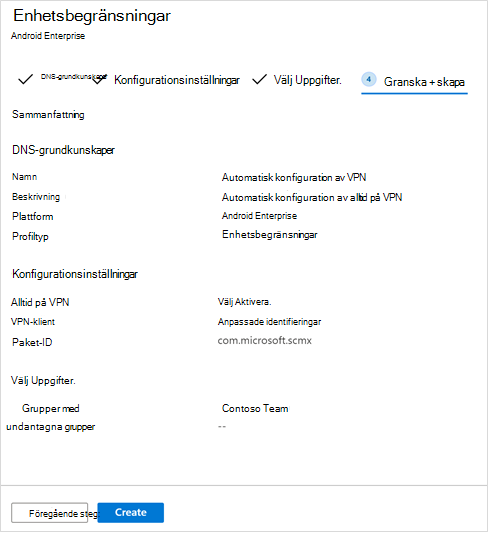 Enhetsbegränsningar
Android Enterprise
DNS-grundkunskaper Konfigurationsinställningar Välj Uppgifter. 4 Granska + skapa
Sammanfattning
DNS-grundkunskaper
Namn Automatisk konfiguration av VPN
Beskrivning Automatisk konfiguration av alltid på VPN
Plattform Android Enterprise
Profiltyp Enhetsbegränsningar
Konfigurationsinställningar
Alltid på VPN Välj Aktivera.
VPN-klient Anpassade identifieringar
Paket-ID com.microsoft.scmx
Välj Uppgifter.
Grupper med Contoso Team
undantagna grupper --
Föregående steg: Create